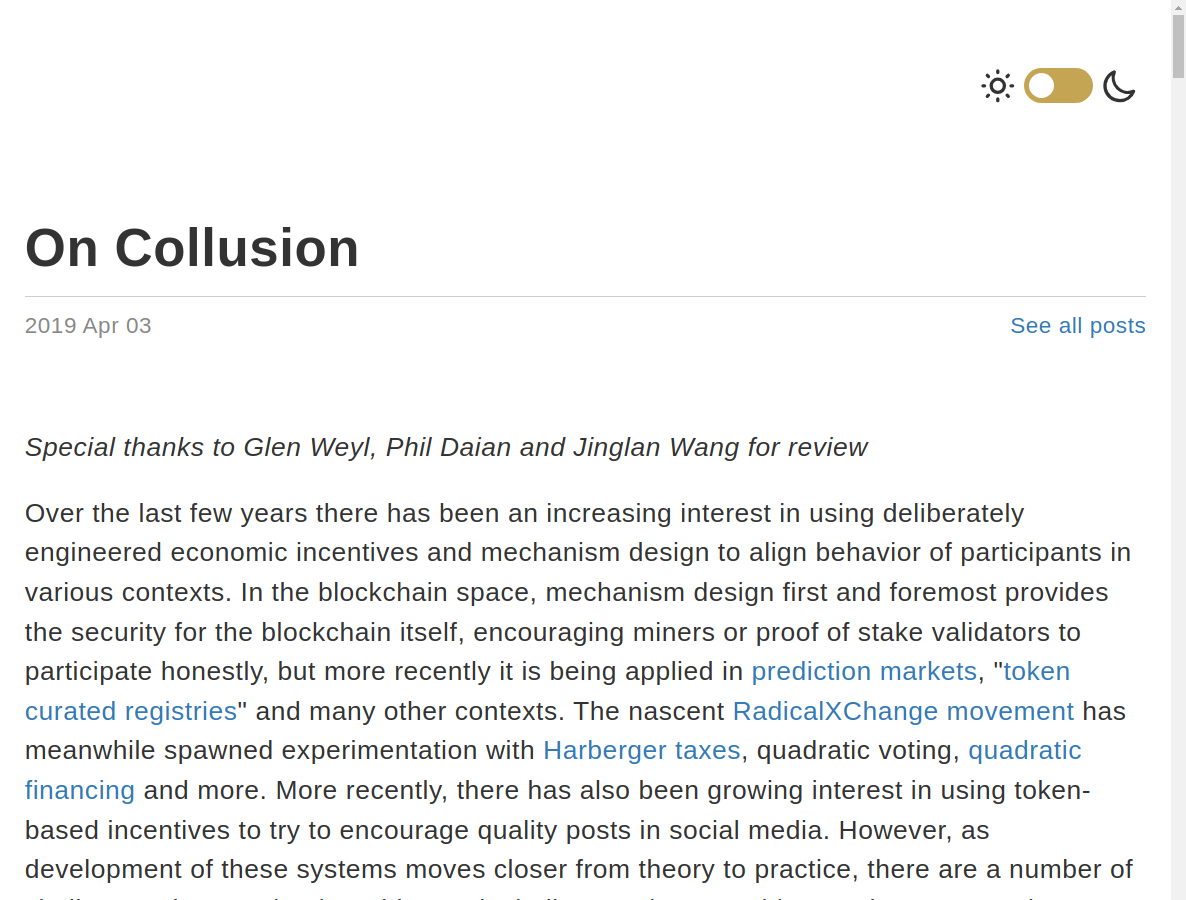 On Collusion
2019 Apr 03
See all posts
Special thanks to Glen Weyl, Phil Daian and Jinglan Wang for review
Over the last few years there has been an increasing interest in using deliberately
engineered economic incentives and mechanism design to align behavior of participants in
various contexts. In the blockchain space, mechanism design first and foremost provides
the security for the blockchain itself, encouraging miners or proof of stake validators to
participate honestly, but more recently it is being applied in prediction markets, "token
curated registries" and many other contexts. The nascent RadicalXChange movement has
meanwhile spawned experimentation with Harberger taxes, quadratic voting, quadratic
financing and more. More recently, there has also been growing interest in using token-
based incentives to try to encourage quality posts in social media. However, as
development of these systems moves closer from theory to practice, there are a number of